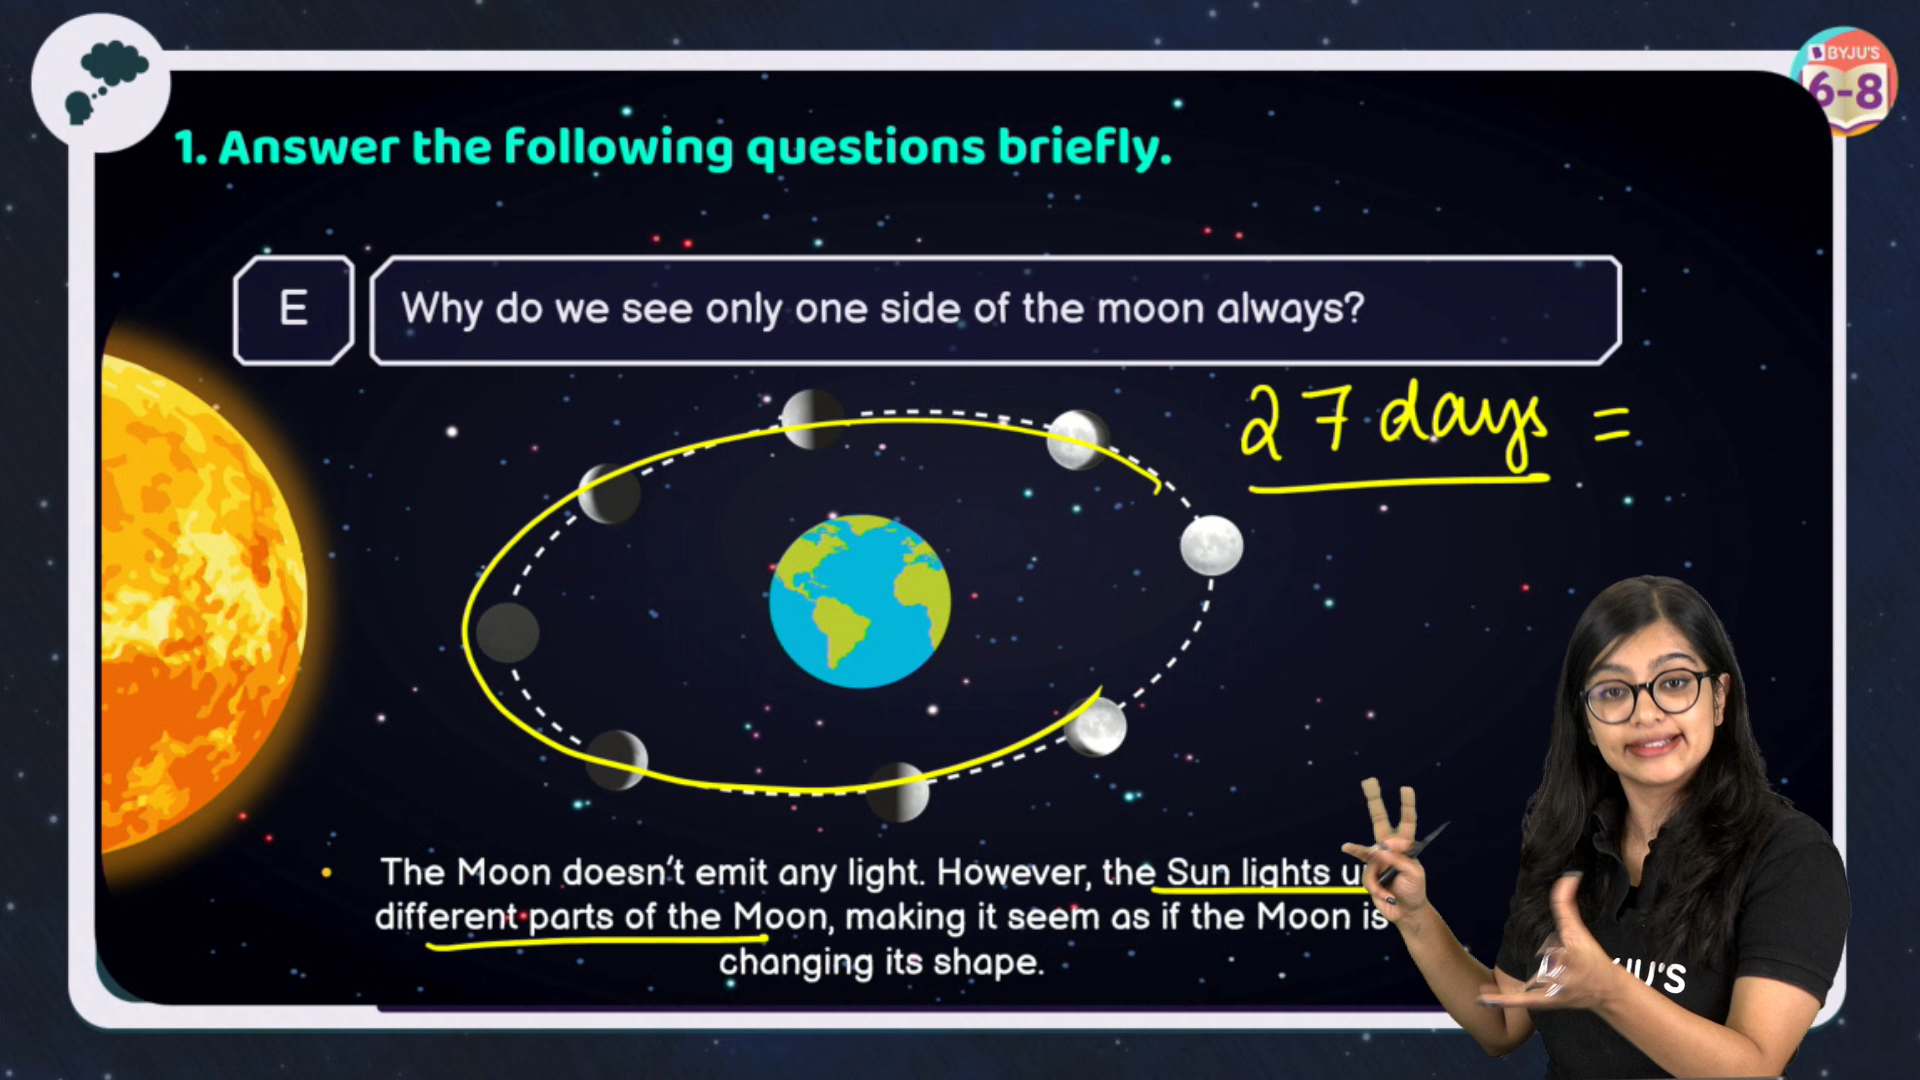 BYJU'S
6-8
1. Answer the following questions briefly.
E
Why do we see only one side of the moon always?
27 days =
The Moon doesn't emit any light. However, the Sun lights
different parts of the Moon, making it seem as if the Moon is
changing its shape.
JU'S